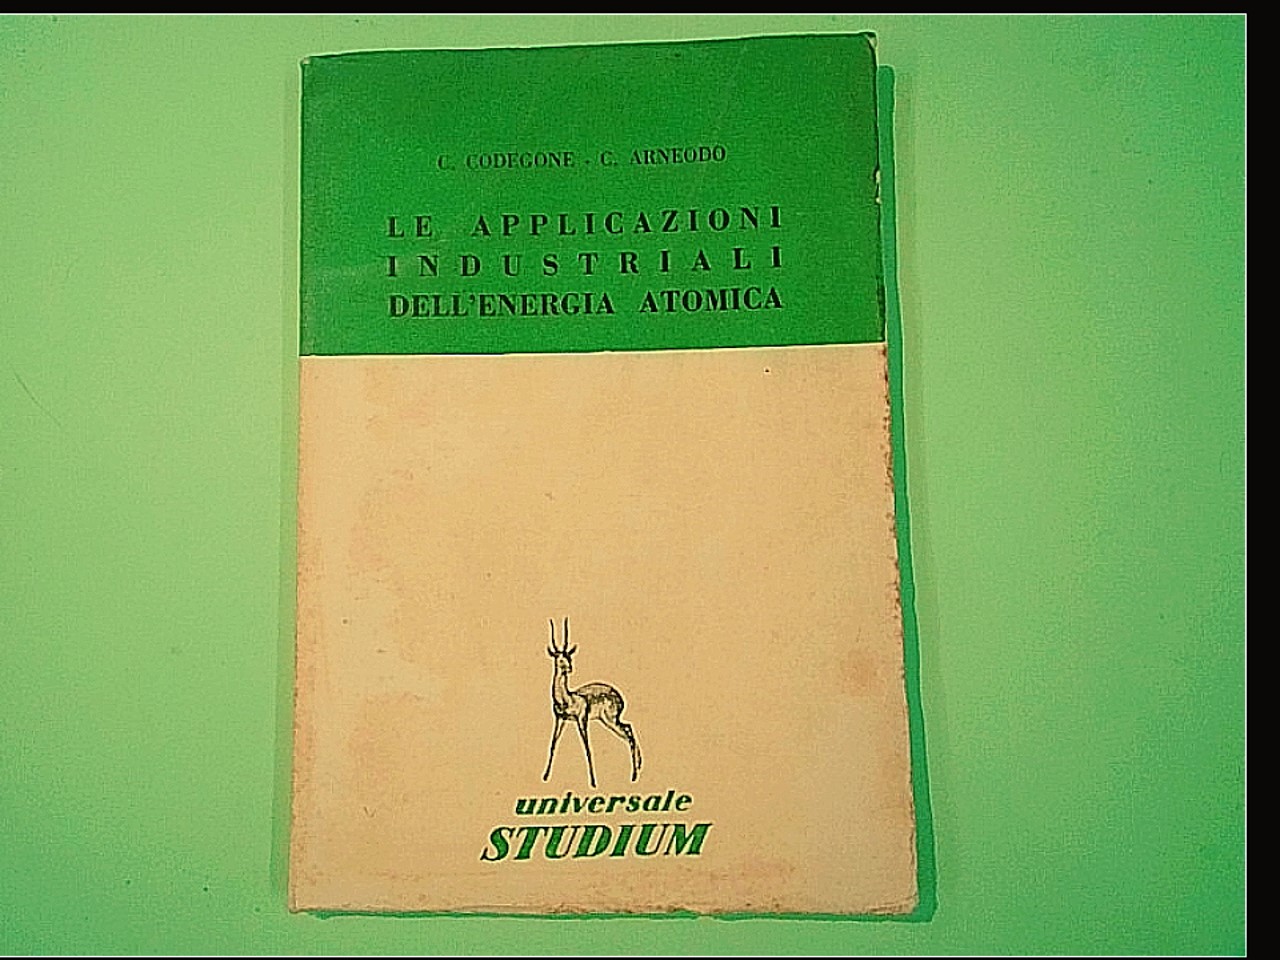 C. CODEGONE - C. ARNEODO
LE APPLICAZIONI
INDUSTRIALI
DELL'ENERGIA ATOMICA
universale
STUDIUM